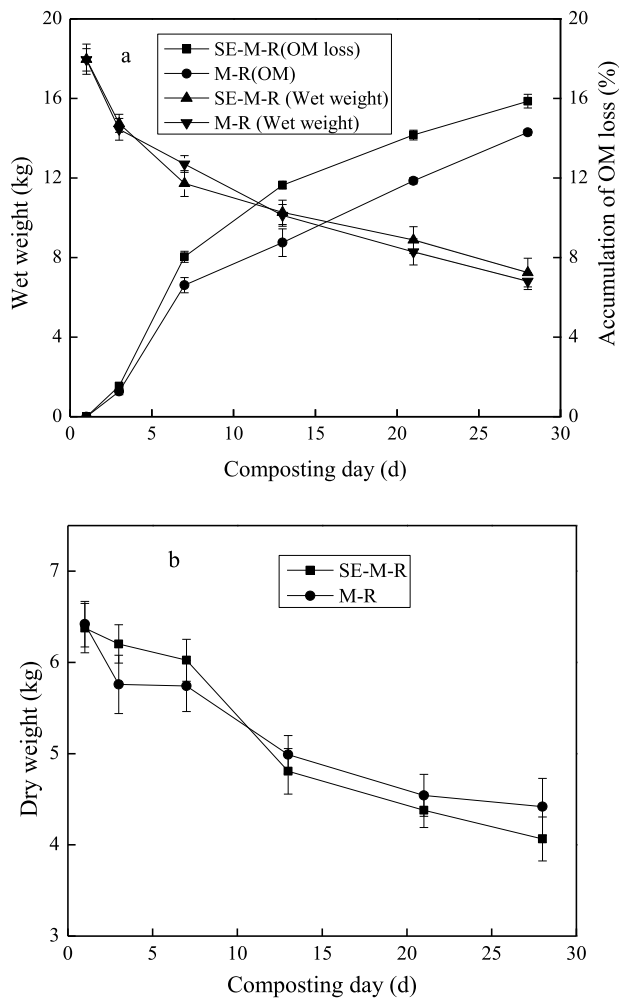 a
SE-M-R(OM loss)
M-R(OM)
SE-M-R (Wet weight)
M-R (Wet weight)
20
16
12
8
4
0
Wet weight (kg)
20
16
12
8
4
0
Accumulation of OM loss (%)
0 5 10 15 20 25 30
Composting day (d)
b
SE-M-R
M-R
7
6
5
4
3
Dry weight (kg)
0 5 10 15 20 25 30
Composting day (d)